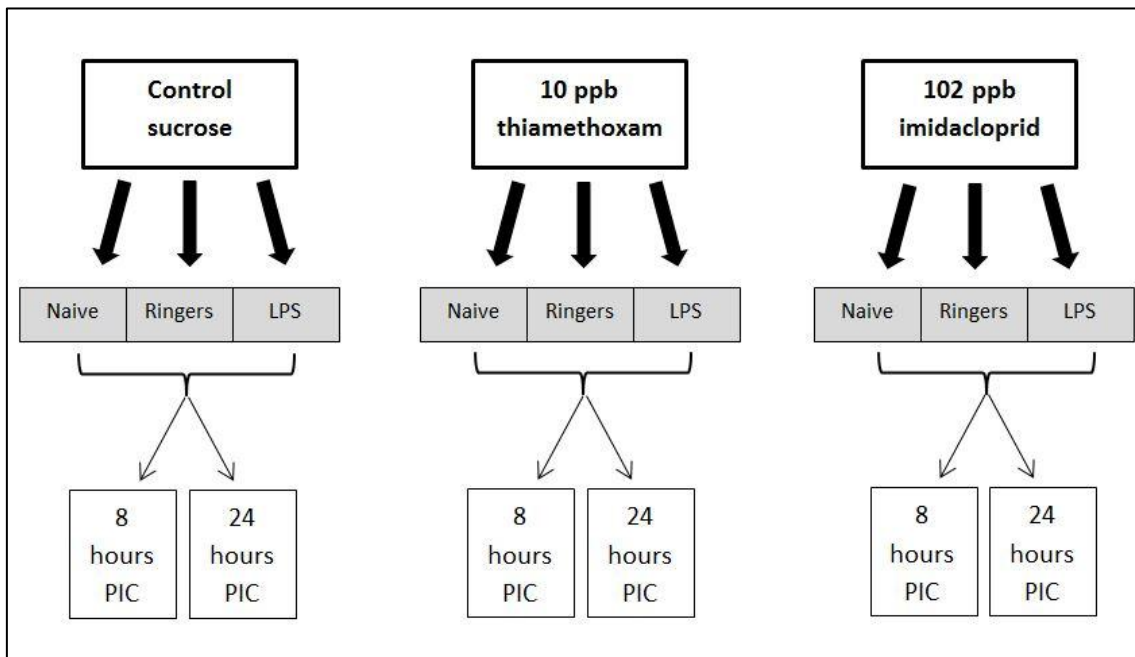 Control
sucrose
10 ppb
thiamethoxam
102 ppb
imidacloprid
Naive Ringers LPS
Naive Ringers LPS
Naive Ringers LPS
8
hours
PIC
24
hours
PIC
8
hours
PIC
24
hours
PIC
8
hours
PIC
24
hours
PIC